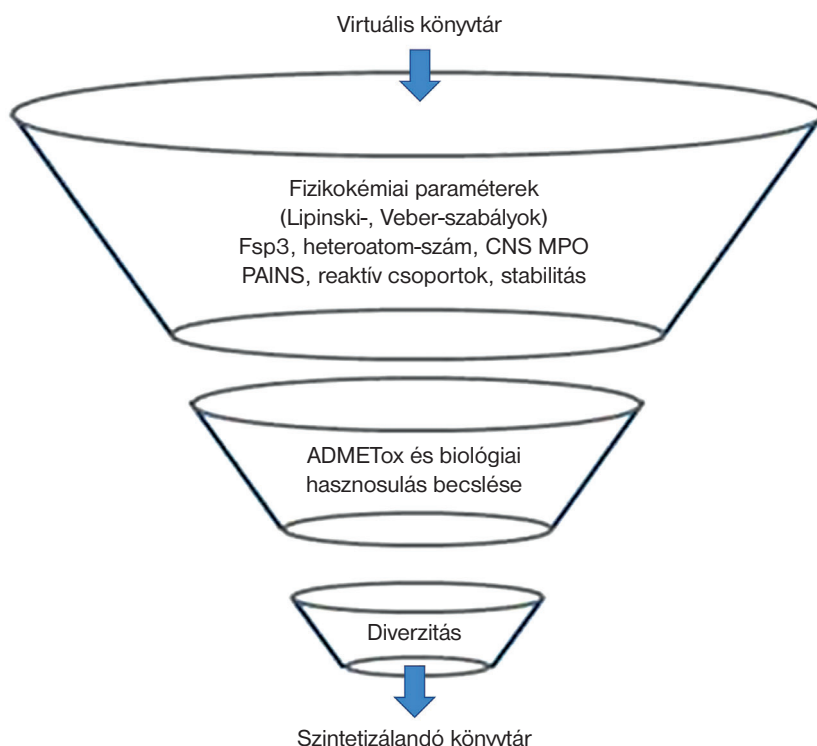 Virtuális könyvtár
Fizikokémiai paraméterek
(Lipinski-, Veber-szabályok)
Fsp3, heteroatom-szám, CNS MPO
PAINS, reaktív csoportok, stabilitás
ADMETox és biológiai
hasznosulás becslése
Diverzitás
Szintetizálandó könyvtár